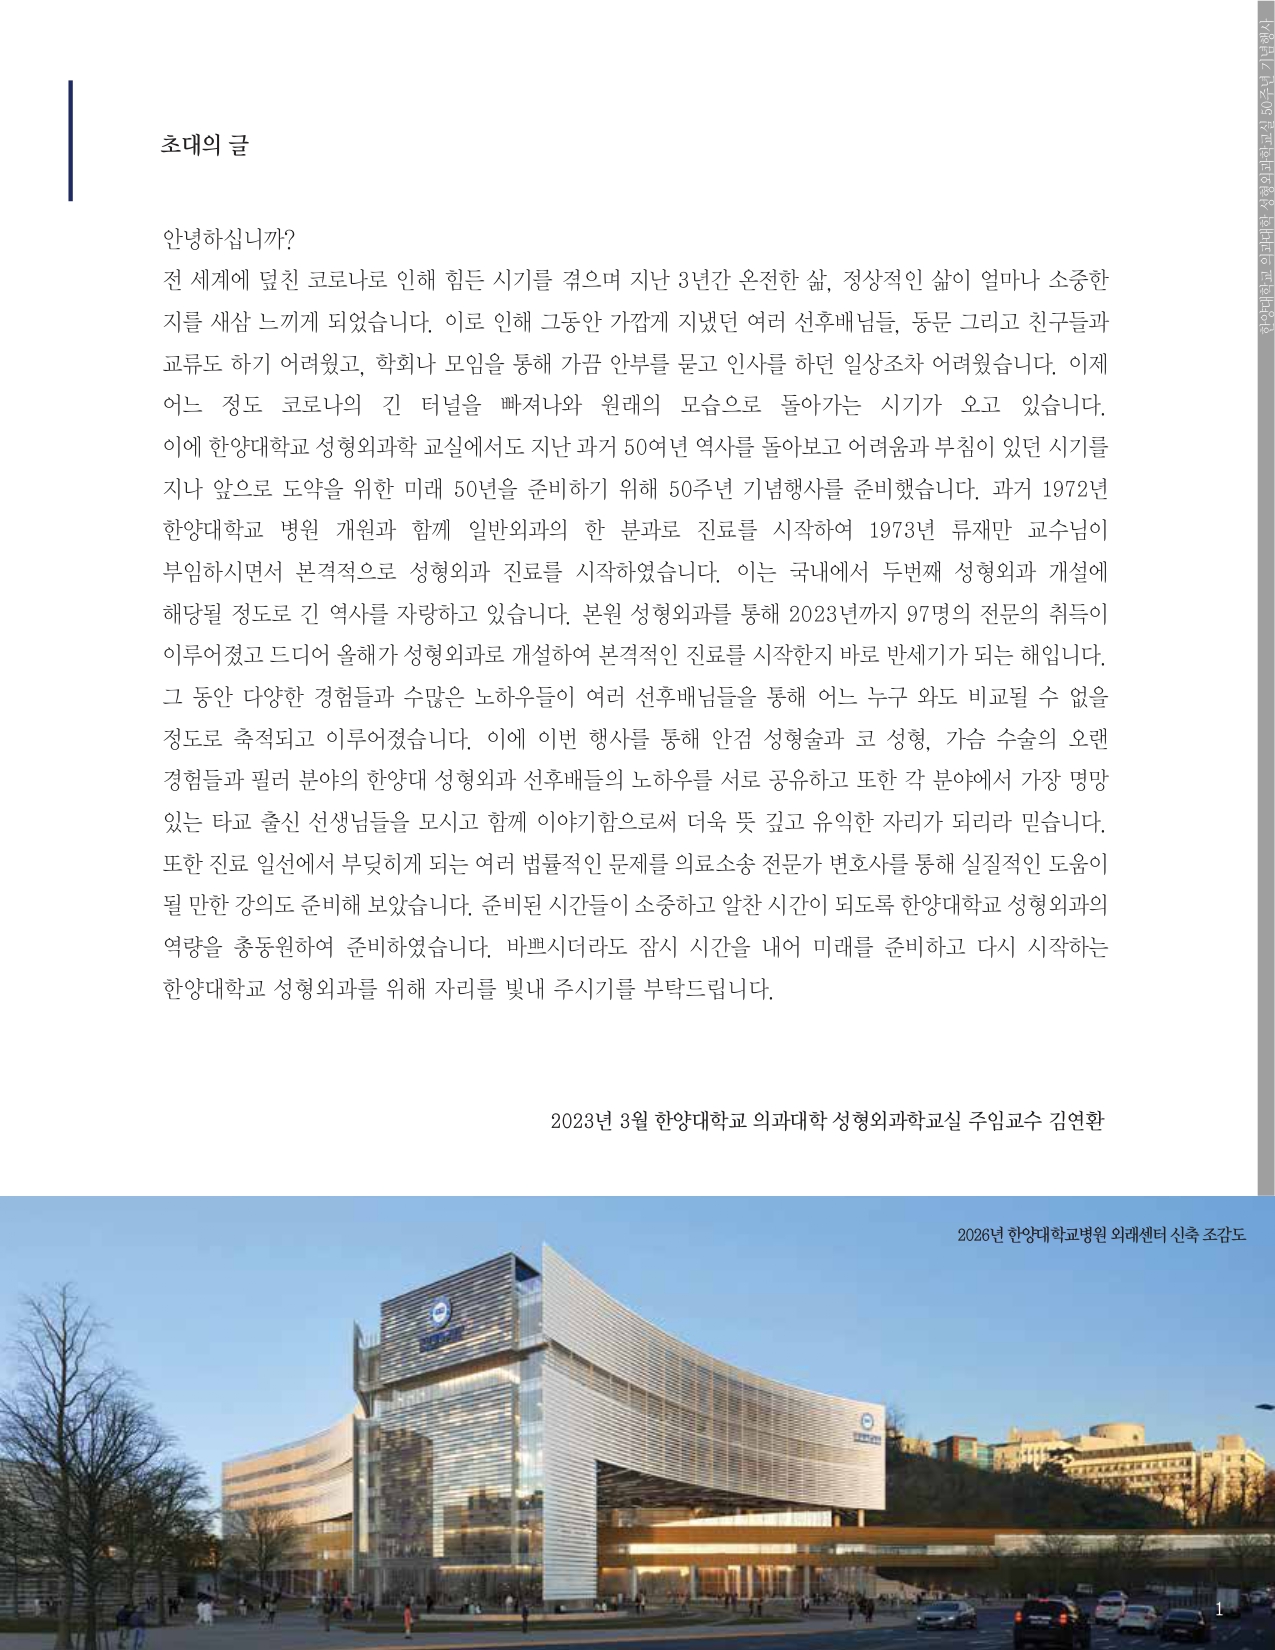 한양대학교 의과대학 성형외과학교실 50주년 기념행사
초대의 글
안녕하십니까?
전 세계에 덮친 코로나로 인해 힘든 시기를 겪으며 지난 3년간 온전한 삶, 정상적인 삶이 얼마나 소중한
지를 새삼 느끼게 되었습니다. 이로 인해 그동안 가깝게 지냈던 여러 선후배님들, 동문 그리고 친구들과
교류도 하기 어려웠고, 학회나 모임을 통해 가끔 안부를 묻고 인사를 하던 일상조차 어려웠습니다. 이제
어느 정도 코로나의 긴 터널을 빠져나와 원래의 모습으로 돌아가는 시기가 오고 있습니다.
이에 한양대학교 성형외과학 교실에서도 지난 과거 50여년 역사를 돌아보고 어려움과 부침이 있던 시기를
지나 앞으로 도약을 위한 미래 50년을 준비하기 위해 50주년 기념행사를 준비했습니다. 과거 1972년
한양대학교 병원 개원과 함께 일반외과의 한 분과로 진료를 시작하여 1973년 류재만 교수님이
부임하시면서 본격적으로 성형외과 진료를 시작하였습니다. 이는 국내에서 두번째 성형외과 개설에
해당될 정도로 긴 역사를 자랑하고 있습니다. 본원 성형외과를 통해 2023년까지 97명의 전문의 취득이
이루어졌고 드디어 올해가 성형외과로 개설하여 본격적인 진료를 시작한지 바로 반세기가 되는 해입니다.
그 동안 다양한 경험들과 수많은 노하우들이 여러 선후배님들을 통해 어느 누구 와도 비교될 수 없을
정도로 축적되고 이루어졌습니다. 이에 이번 행사를 통해 안검 성형술과 코 성형, 가슴 수술의 오랜
경험들과 필러 분야의 한양대 성형외과 선후배들의 노하우를 서로 공유하고 또한 각 분야에서 가장 명망
있는 타교 출신 선생님들을 모시고 함께 이야기함으로써 더욱 뜻 깊고 유익한 자리가 되리라 믿습니다.
또한 진료 일선에서 부딪히게 되는 여러 법률적인 문제를 의료소송 전문가 변호사를 통해 실질적인 도움이
될 만한 강의도 준비해 보았습니다. 준비된 시간들이 소중하고 알찬 시간이 되도록 한양대학교 성형외과의
역량을 총동원하여 준비하였습니다. 바쁘시더라도 잠시 시간을 내어 미래를 준비하고 다시 시작하는
한양대학교 성형외과를 위해 자리를 빛내 주시기를 부탁드립니다.
2023년 3월 한양대학교 의과대학 성형외과학교실 주임교수 김연환
2026년 한양대학교병원 외래센터 신축 조감도
1